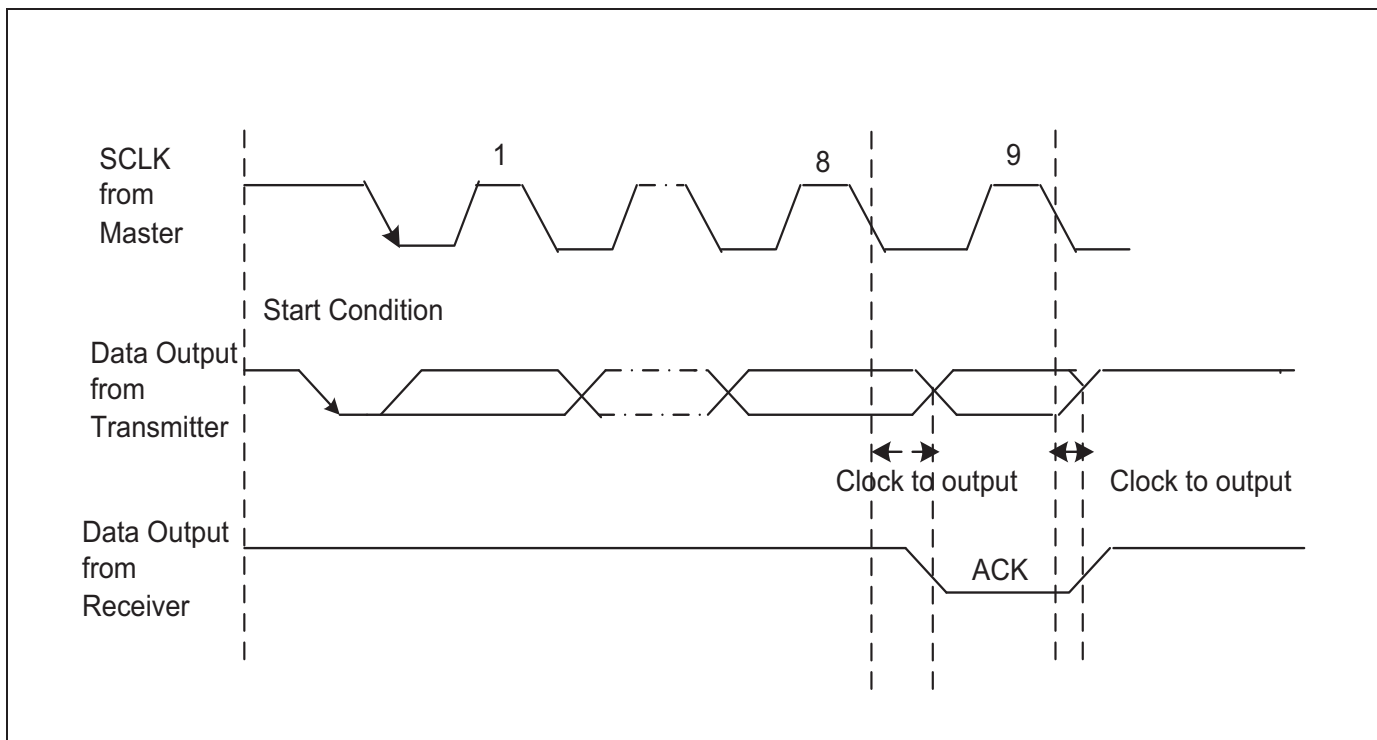 SCLK
from
Master
1
8
9
Start Condition
Data Output
from
Transmitter
Clock to output
Clock to output
Data Output
from
Receiver
ACK